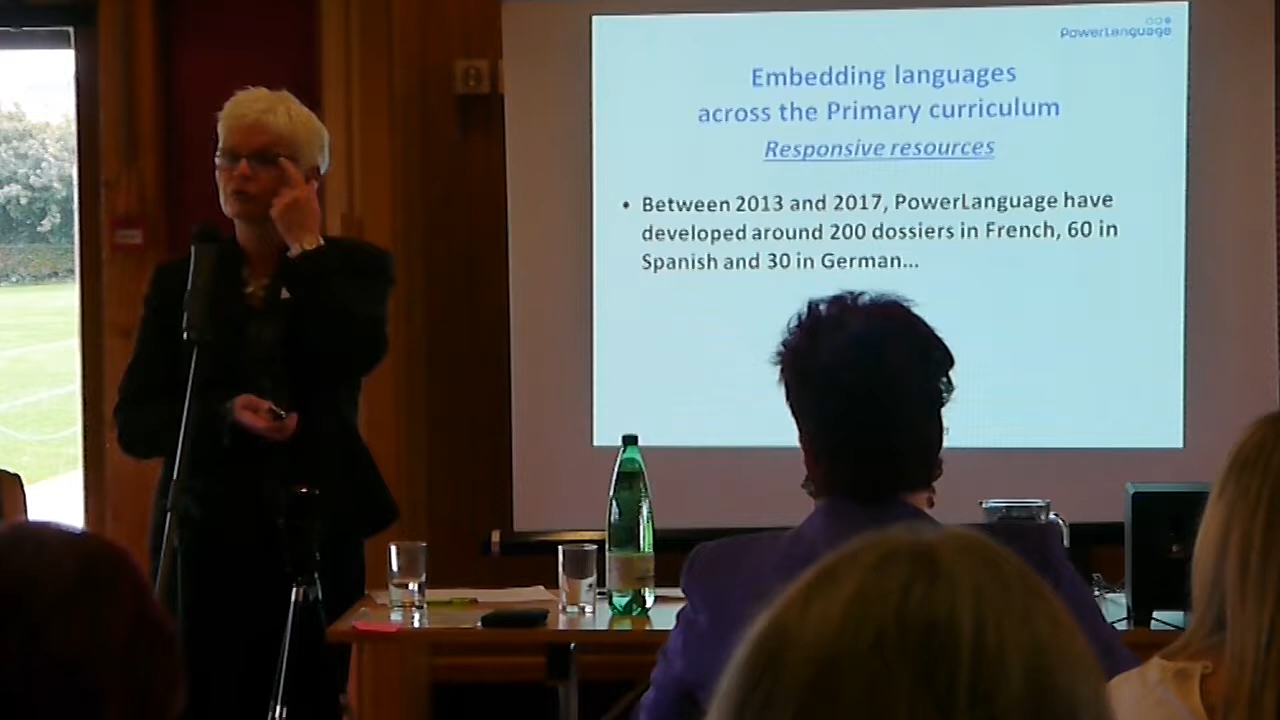 PowerLanguage
Embedding languages
across the Primary curriculum
Responsive resources
• Between 2013 and 2017, PowerLanguage have
developed around 200 dossiers in French, 60 in
Spanish and 30 in German...